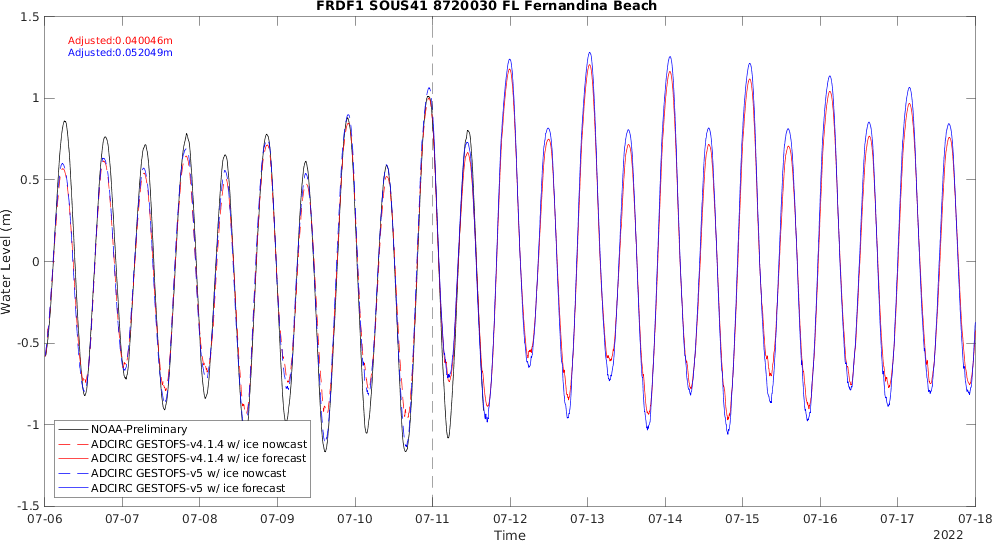 FRDF1 SOUS41 8720030 FL Fernandina Beach
1.5
Adjusted:0.040046m
Adjusted:0.052049m
1
0.5
0
-0.5
-1
-1.5
Water Level (m)
NOAA-Preliminary
ADCIRC GESTOFS-v4.1.4 w/ ice nowcast
ADCIRC GESTOFS-v4.1.4 w/ ice forecast
ADCIRC GESTOFS-v5 w/ ice nowcast
ADCIRC GESTOFS-v5 w/ ice forecast
07-06 07-07 07-08 07-09 07-10 07-11 07-12 07-13 07-14 07-15 07-16 07-17 07-18
Time
2022